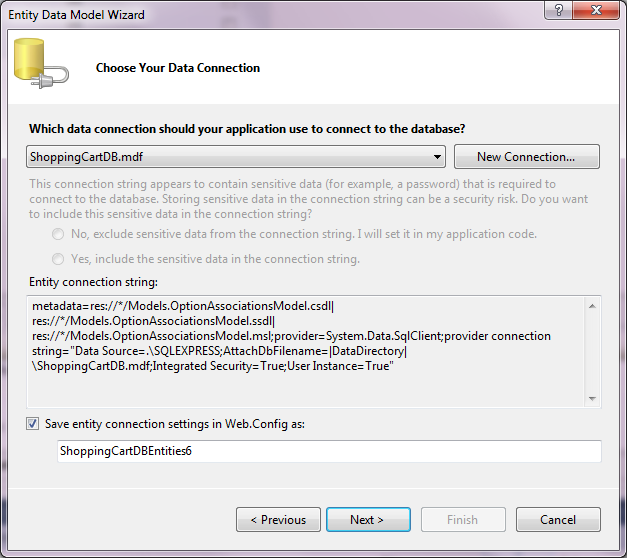 Entity Data Model Wizard
?
Choose Your Data Connection
Which data connection should your application use to connect to the database?
ShoppingCartDB.mdf
New Connection...
This connection string appears to contain sensitive data (for example, a password) that is required to
connect to the database. Storing sensitive data in the connection string can be a security risk. Do you want
to include this sensitive data in the connection string?
No, exclude sensitive data from the connection string. I will set it in my application code.
Yes, include the sensitive data in the connection string.
Entity connection string:
metadata=res://*/Models.OptionAssociationsModel.csdl|
res://*/Models.OptionAssociationsModel.ssdl|
res://*/Models.OptionAssociationsModel.msl;provider=System.Data.SqlClient;provider connection
string="Data Source=.\SQLEXPRESS;AttachDbFilename=|DataDirectory|
\ShoppingCartDB.mdf;Integrated Security=True;User Instance=True"
Save entity connection settings in Web.Config as:
ShoppingCartDBEntities6
< Previous
Next >
Finish
Cancel